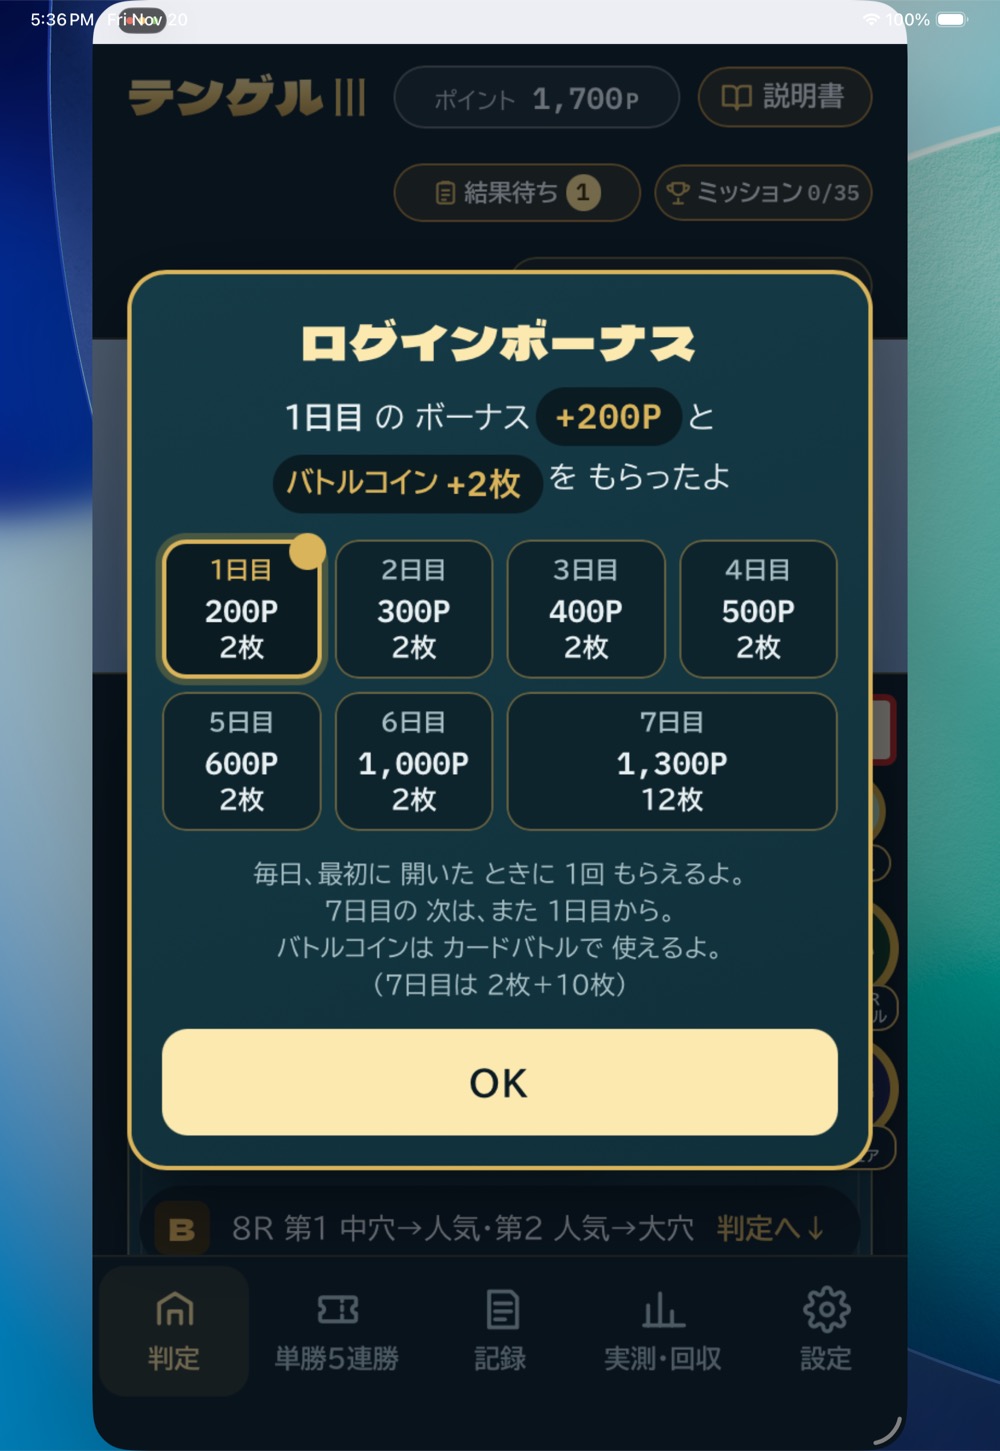 5:36 PM Fri Nov 20
100%
テンゲルIII
ポイント 1,700P
説明書
結果待ち 1
ミッション 0/35
ログインボーナス
1日目 の ボーナス +200P と
バトルコイン +2枚 を もらったよ
1日目
200P
2枚
2日目
300P
2枚
3日目
400P
2枚
4日目
500P
2枚
5日目
600P
2枚
6日目
1,000P
2枚
7日目
1,300P
12枚
毎日、最初に 開いた ときに 1回 もらえるよ。
7日目の 次は、また 1日目から。
バトルコインは カードバトルで 使えるよ。
(7日目は 2枚+10枚)
OK
B 8R 第1 中穴→人気・第2 人気→大穴 判定へ↓
判定
単勝5連勝
記録
実測・回収
設定